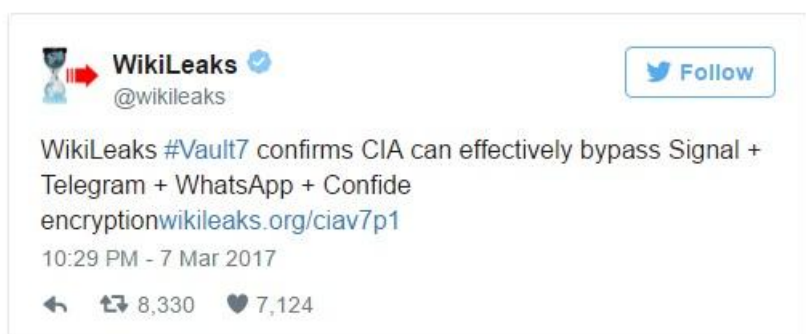 WikiLeaks
Follow
@wikileaks
WikiLeaks #Vault7 confirms CIA can effectively bypass Signal +
Telegram + WhatsApp + Confide
encryptionwikileaks.org/ciav7p1
10:29 PM - 7 Mar 2017
8,330 7,124